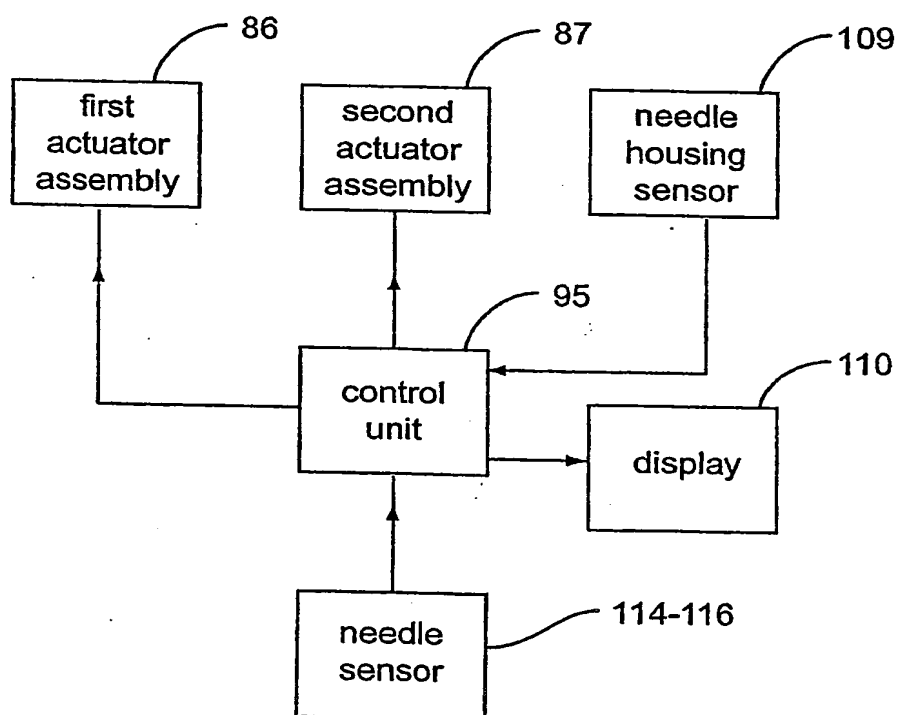 86
87
109
first
actuator
assembly
second
actuator
assembly
needle
housing
sensor
95
control
unit
110
display
114-116
needle
sensor